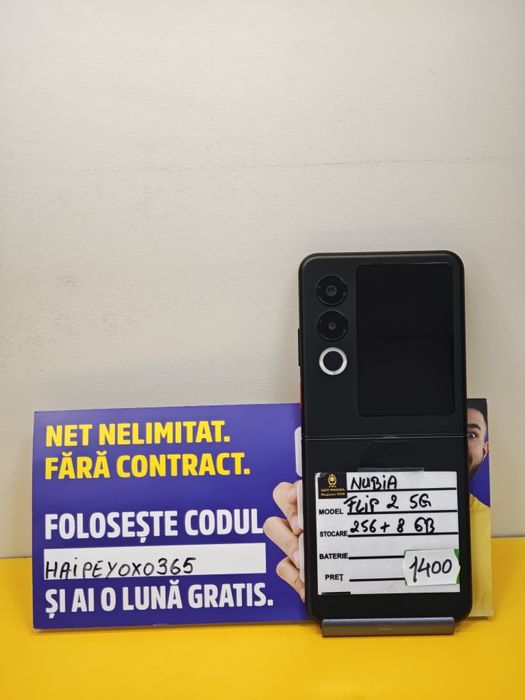 NET NELIMITAT.
FĂRĂ CONTRACT.
FOLOSEȘTE CODUL
HAIPEYOXO365
ȘI AI O LUNĂ GRATIS.
NUBIA
MODEL FLIP 2 5G
STOCARE 256 + 8 GB
BATERIE
PREȚ 1400